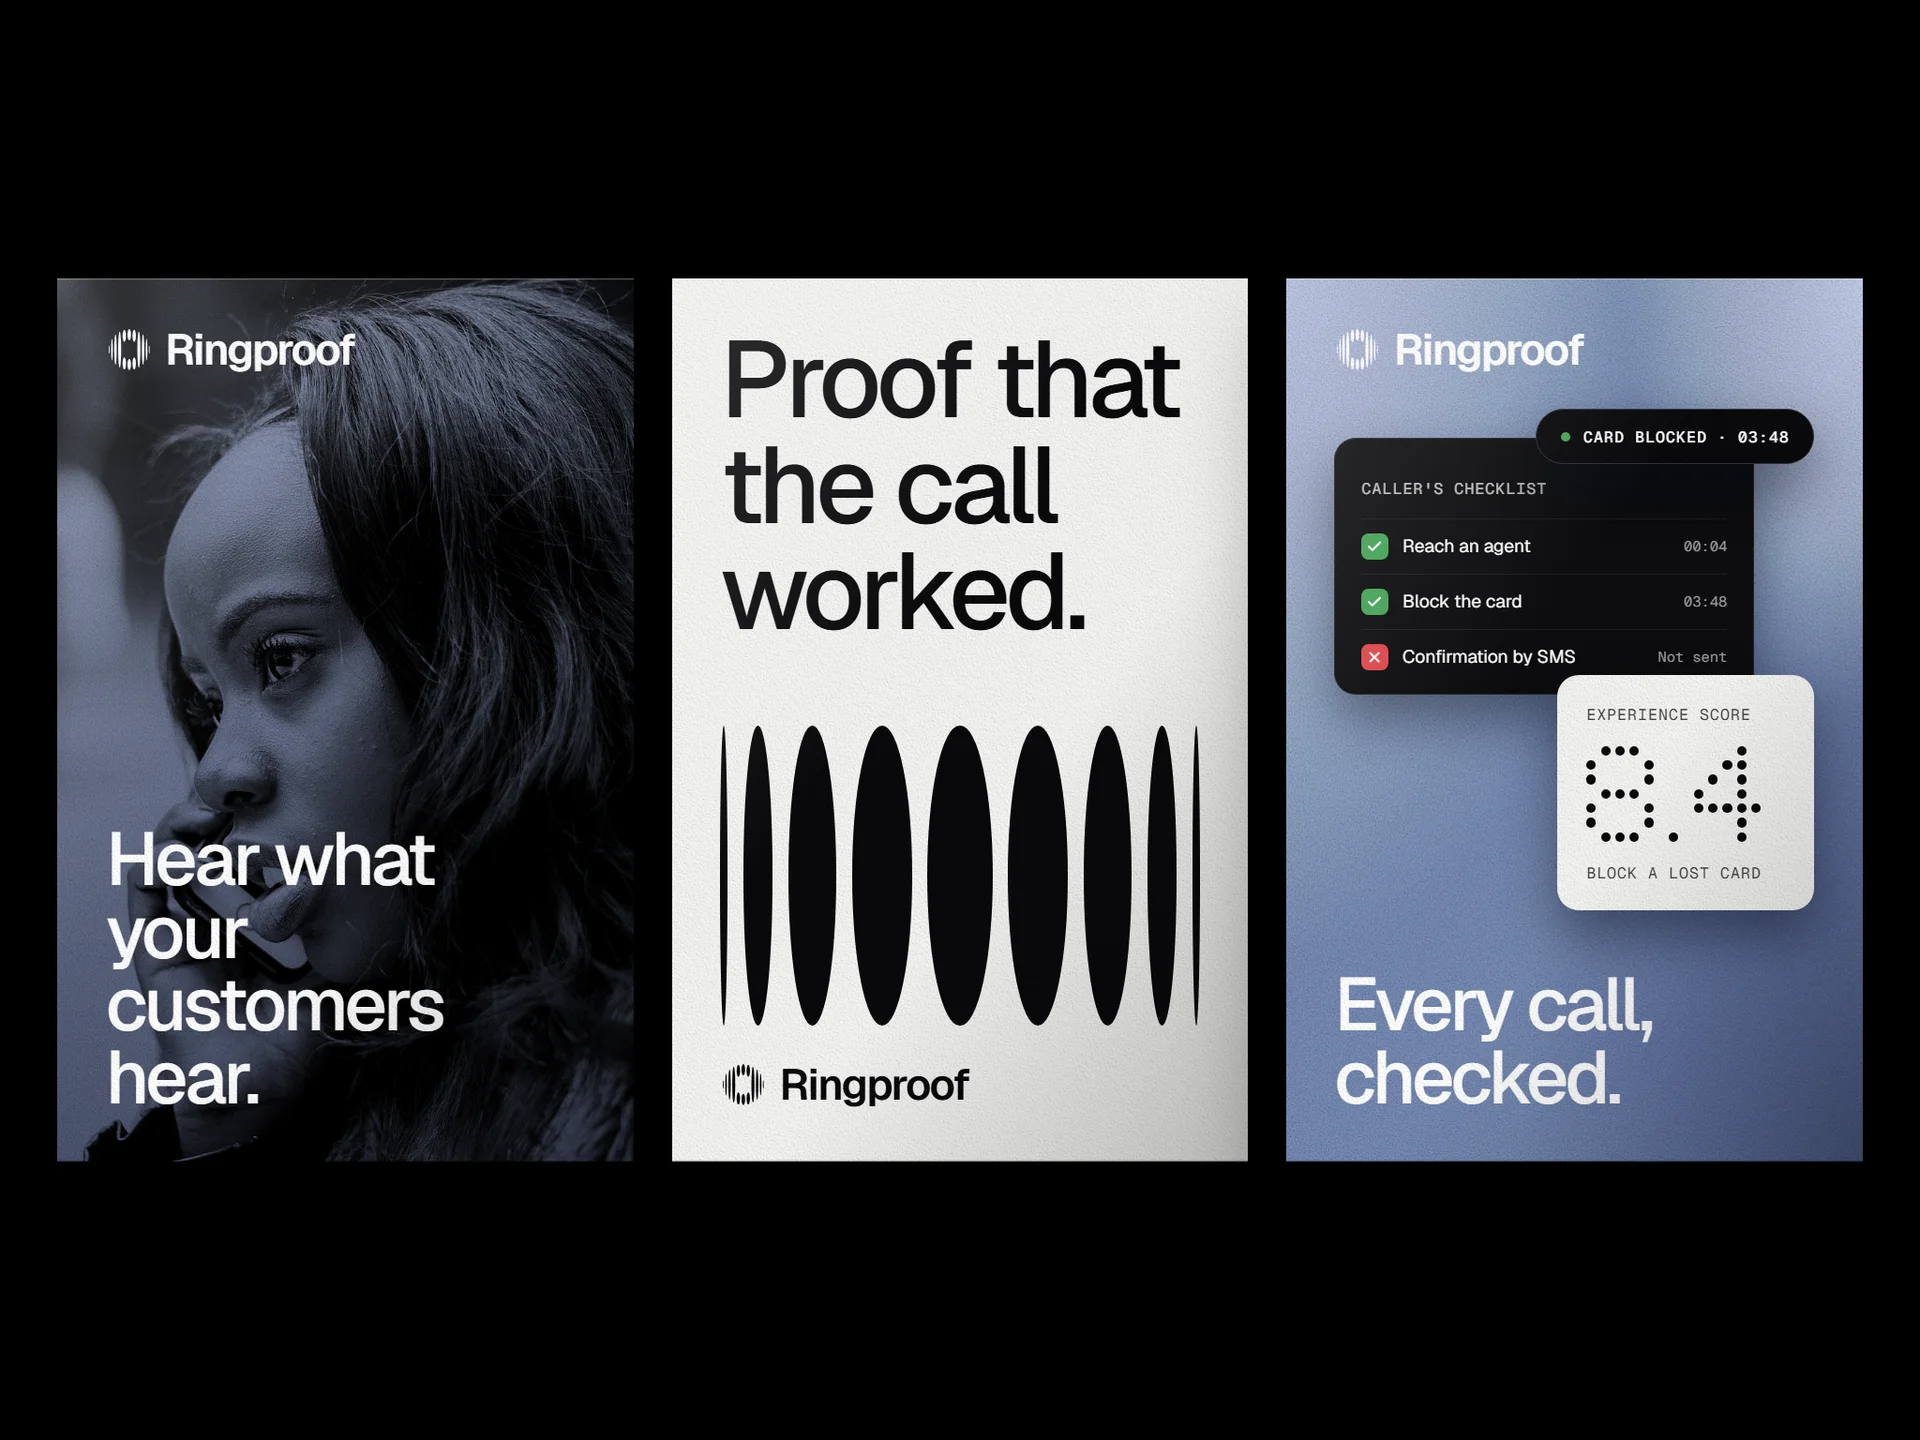 Ringproof
Hear what
your
customers
hear.
Proof that
the call
worked.
Ringproof
Ringproof
CARD BLOCKED · 03:48
CALLER'S CHECKLIST
Reach an agent 00:04
Block the card 03:48
Confirmation by SMS Not sent
EXPERIENCE SCORE
8.4
BLOCK A LOST CARD
Every call,
checked.